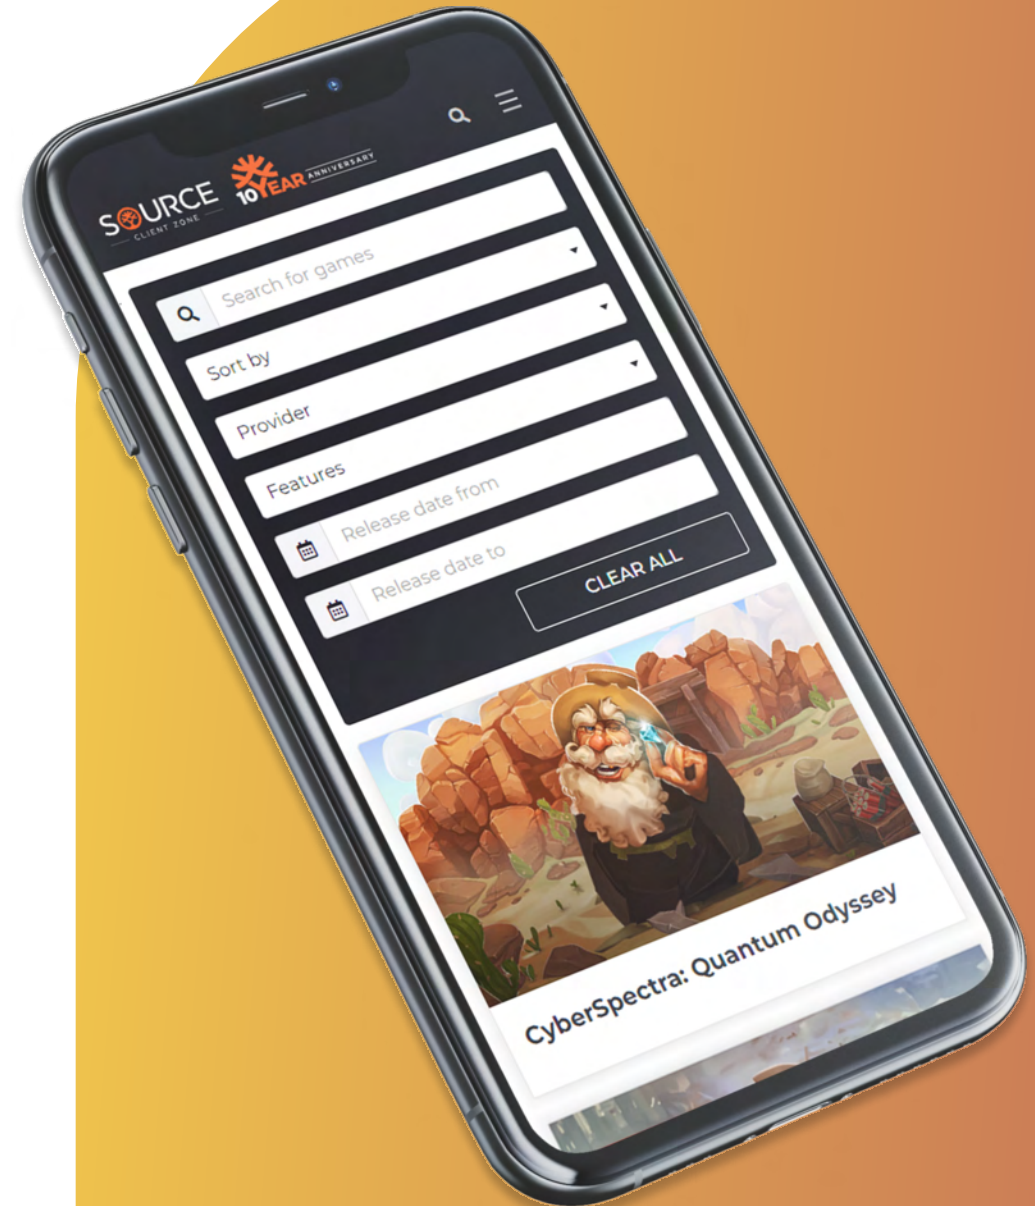 SOURCE
CLIENT ZONE
10 YEAR ANNIVERSARY
Search for games
Sort by
Provider
Features
Release date from
Release date to
CLEAR ALL
CyberSpectra: Quantum Odyssey